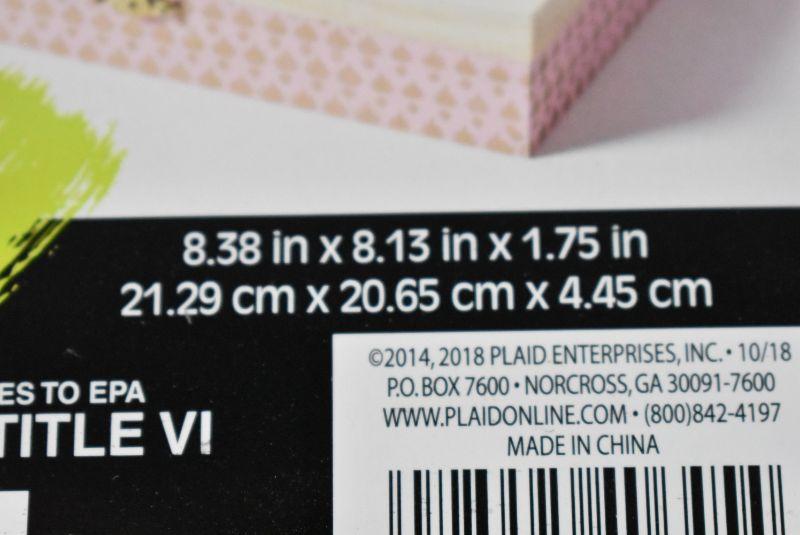 8.38 in x 8.13 in x 1.75 in
21.29 cm x 20.65 cm x 4.45 cm
©2014, 2018 PLAID ENTERPRISES, INC. • 10/18
P.O. BOX 7600 • NORCROSS, GA 30091-7600
WWW.PLAIDONLINE.COM • (800)842-4197
MADE IN CHINA
ES TO EPA
TITLE VI